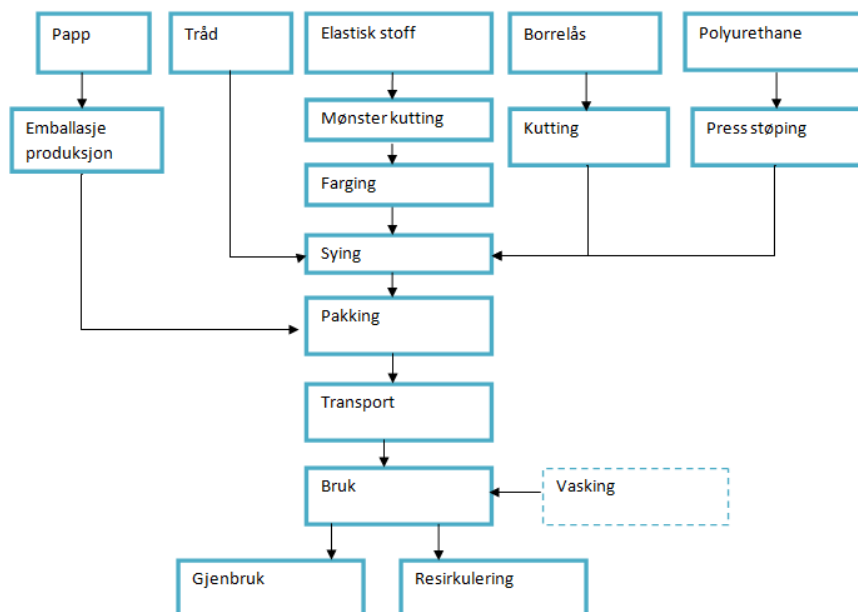 Papp
Tråd
Elastisk stoff
Borrelås
Polyurethane
Emballasje
produksjon
Mønster kutting
Kutting
Press støping
Farging
Sying
Pakking
Transport
Bruk
Vasking
Gjenbruk
Resirkulering